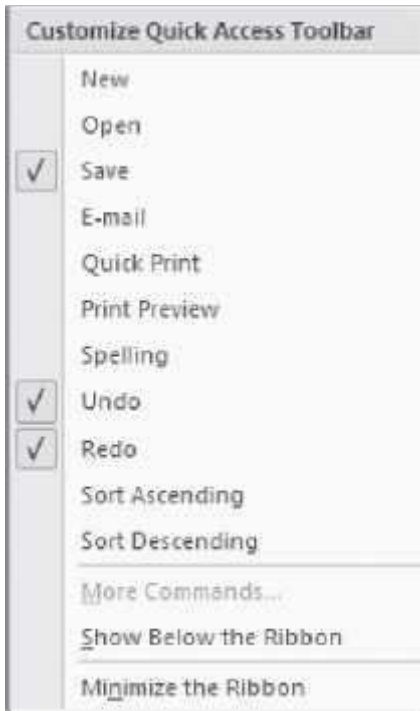 Customize Quick Access Toolbar
New
Open
Save
E-mail
Quick Print
Print Preview
Spelling
Undo
Redo
Sort Ascending
Sort Descending
More Commands...
Show Below the Ribbon
Minimize the Ribbon